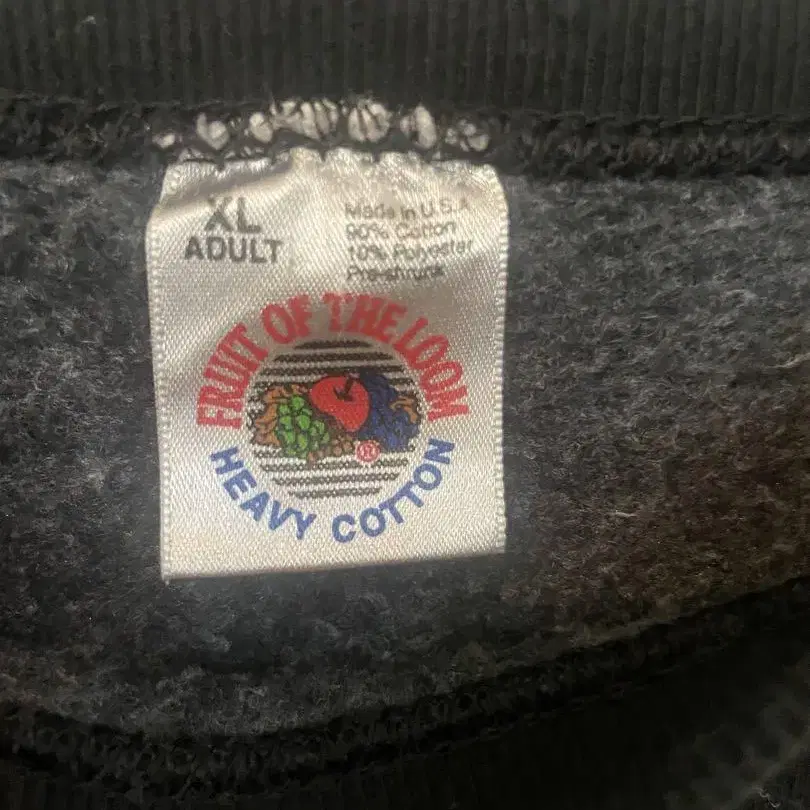 XL
ADULT
Made in U.S.A
90% Cotton
10% Polyester
Pre-shrunk
FRUIT OF THE LOOM
®
HEAVY COTTON